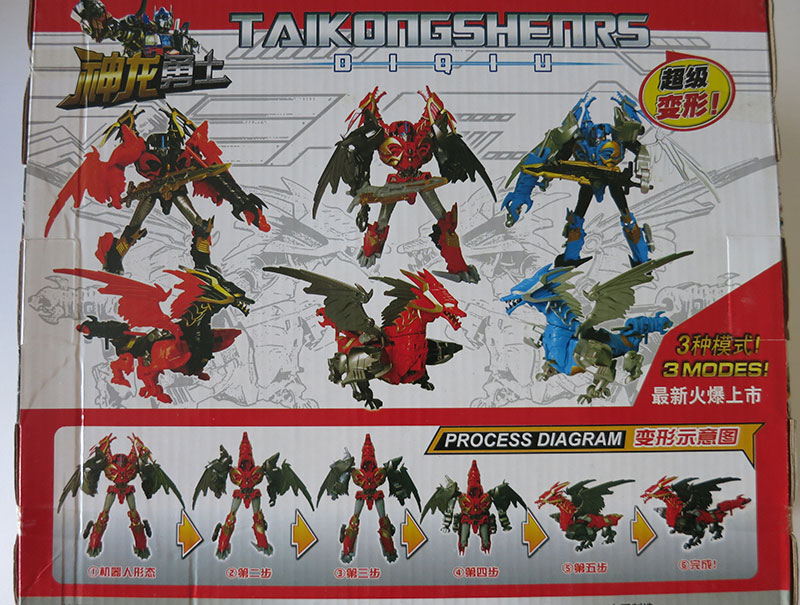 TAIKONGSHENRS
DIQIU
神龙勇士
超级
变形!
3种模式!
3 MODES!
最新火爆上市
PROCESS DIAGRAM 变形示意图
①机器人形态
②第二步
③第三步
④第四步
⑤第五步
⑥完成!